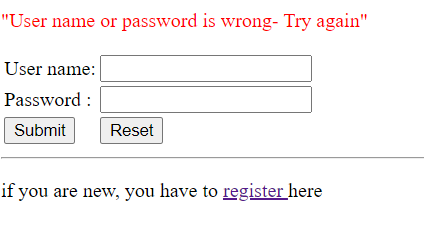 "User name or password is wrong- Try again"
User name:
Password :
Submit Reset
if you are new, you have to register here